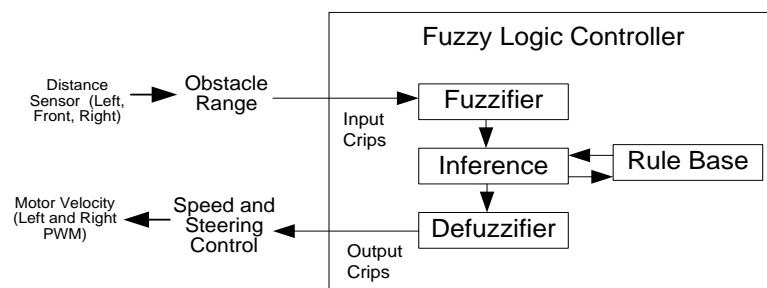 Fuzzy Logic Controller
Distance
Sensor (Left,
Front, Right)
Obstacle
Range
Input
Crips
Fuzzifier
Inference
Rule Base
Defuzzifier
Output
Crips
Speed and
Steering
Control
Motor Velocity
(Left and Right
PWM)